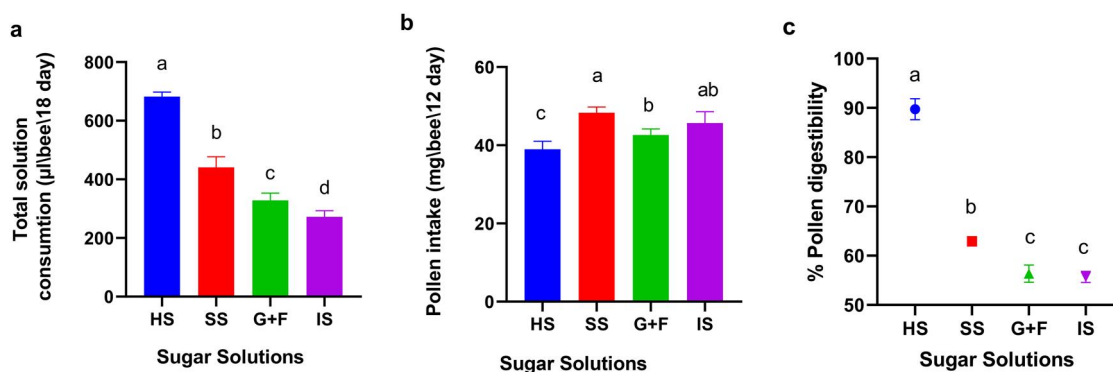 a
Total solution
consumtion (µl\bee\18 day)
800
600
400
200
0
a
b
c
d
HS SS G+F IS
Sugar Solutions
b
Pollen intake (mg\bee\12 day)
60
40
20
0
c
a
b
ab
HS SS G+F IS
Sugar Solutions
c
% Pollen digestibility
100
90
80
70
60
50
a
b
c
c
HS SS G+F IS
Sugar Solutions